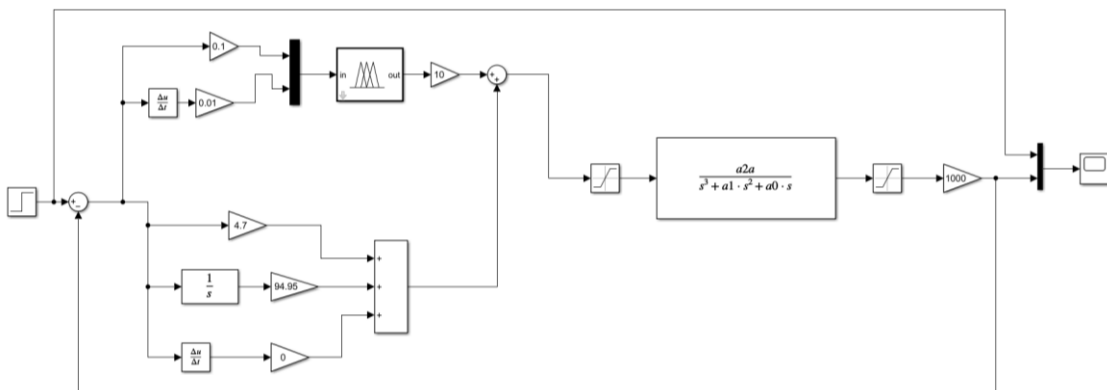 0.1
in
out
10
+
+
Δu
Δt
0.01
a2a
s³ + a1 · s² + a0 · s
1000
+
−
4.7
+
1
s
94.95
+
+
Δu
Δt
0